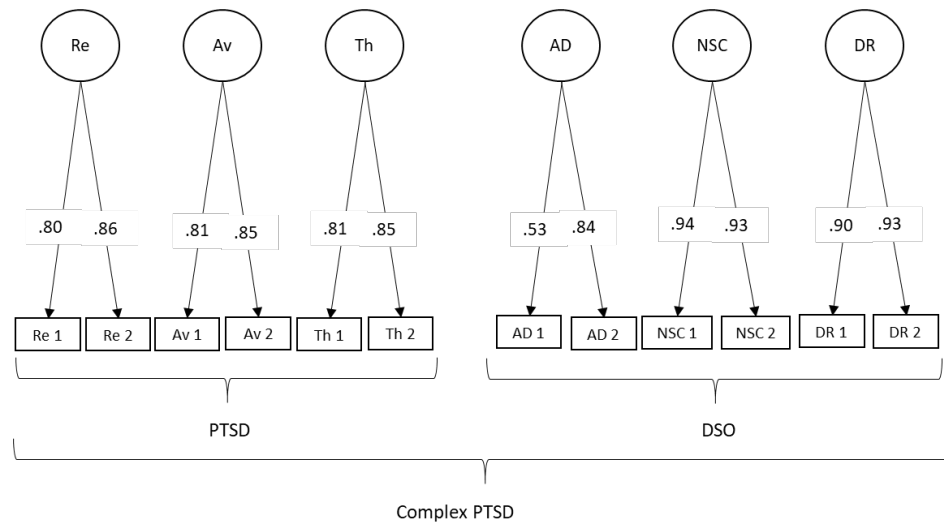 Re Av Th AD NSC DR
.80 .86 .81 .85 .81 .85 .53 .84 .94 .93 .90 .93
Re 1 Re 2 Av 1 Av 2 Th 1 Th 2 AD 1 AD 2 NSC 1 NSC 2 DR 1 DR 2
PTSD DSO
Complex PTSD